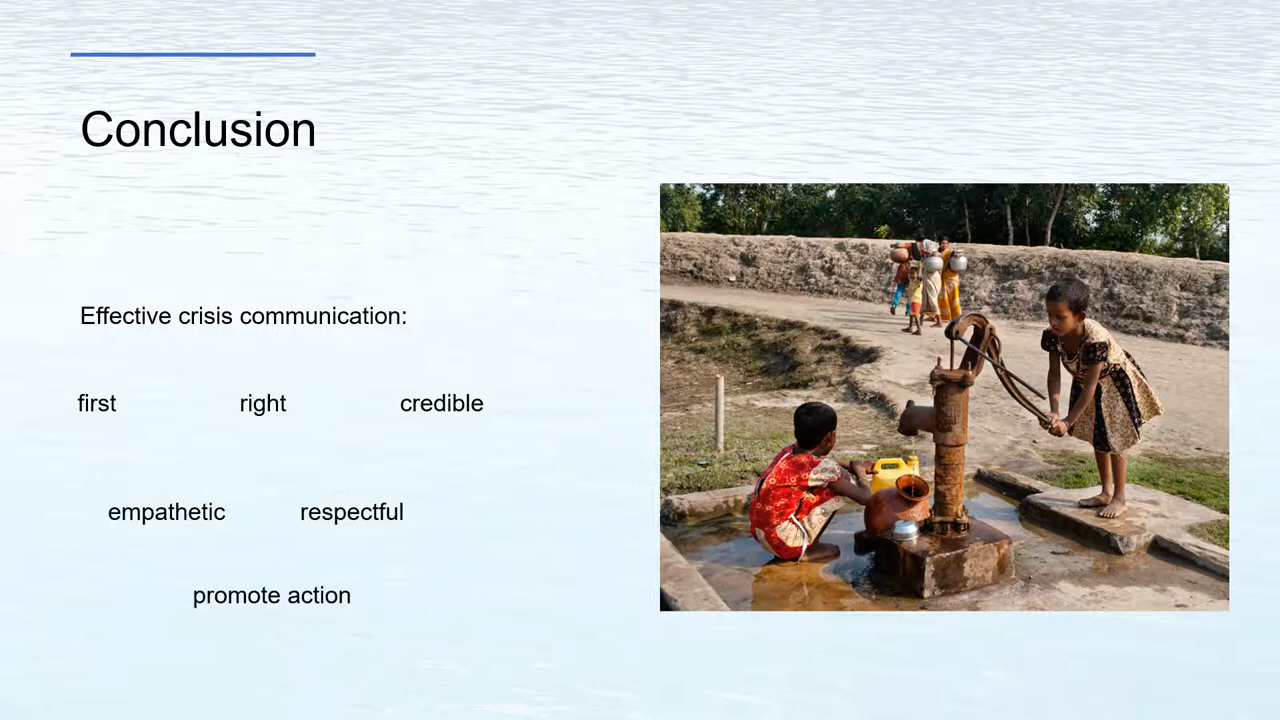 Conclusion
Effective crisis communication:
first right credible
empathetic respectful
promote action